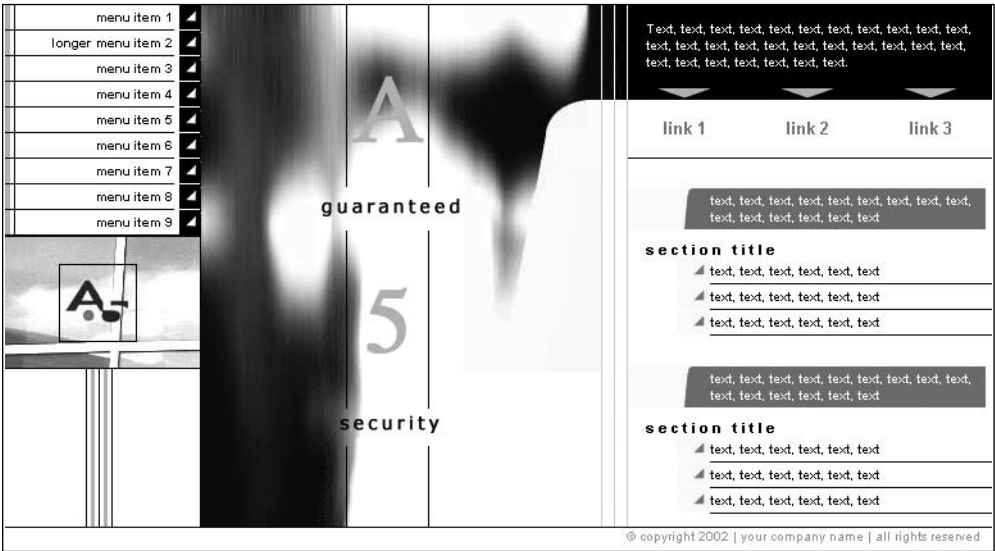 menu item 1
longer menu item 2
menu item 3
menu item 4
menu item 5
menu item 6
menu item 7
menu item 8
menu item 9
A
A
guaranteed
5
security
Text, text, text, text, text, text, text, text, text, text, text,
text, text, text, text, text, text, text, text, text, text, text,
text, text, text, text, text, text, text.
link 1
link 2
link 3
text, text, text, text, text, text, text, text, text,
text, text, text, text, text, text
section title
text, text, text, text, text, text
text, text, text, text, text, text
text, text, text, text, text, text
text, text, text, text, text, text, text, text, text,
text, text, text, text, text, text
section title
text, text, text, text, text, text
text, text, text, text, text, text
text, text, text, text, text, text
© copyright 2002 | your company name | all rights reserved